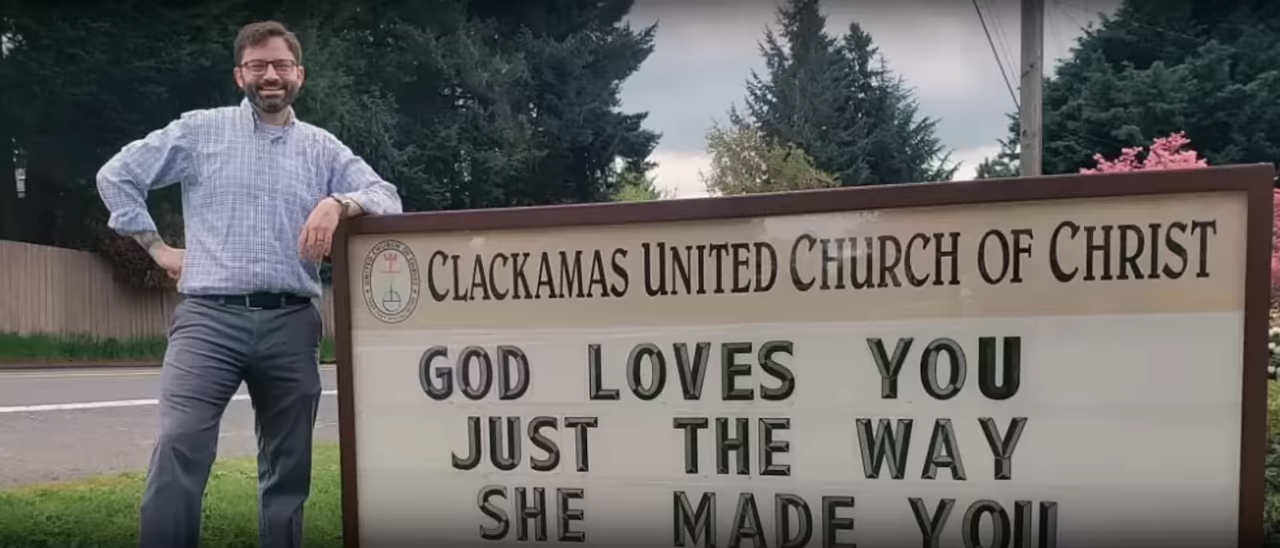 CLACKAMAS UNITED CHURCH OF CHRIST
GOD LOVES YOU
JUST THE WAY
SHE MADE YOU